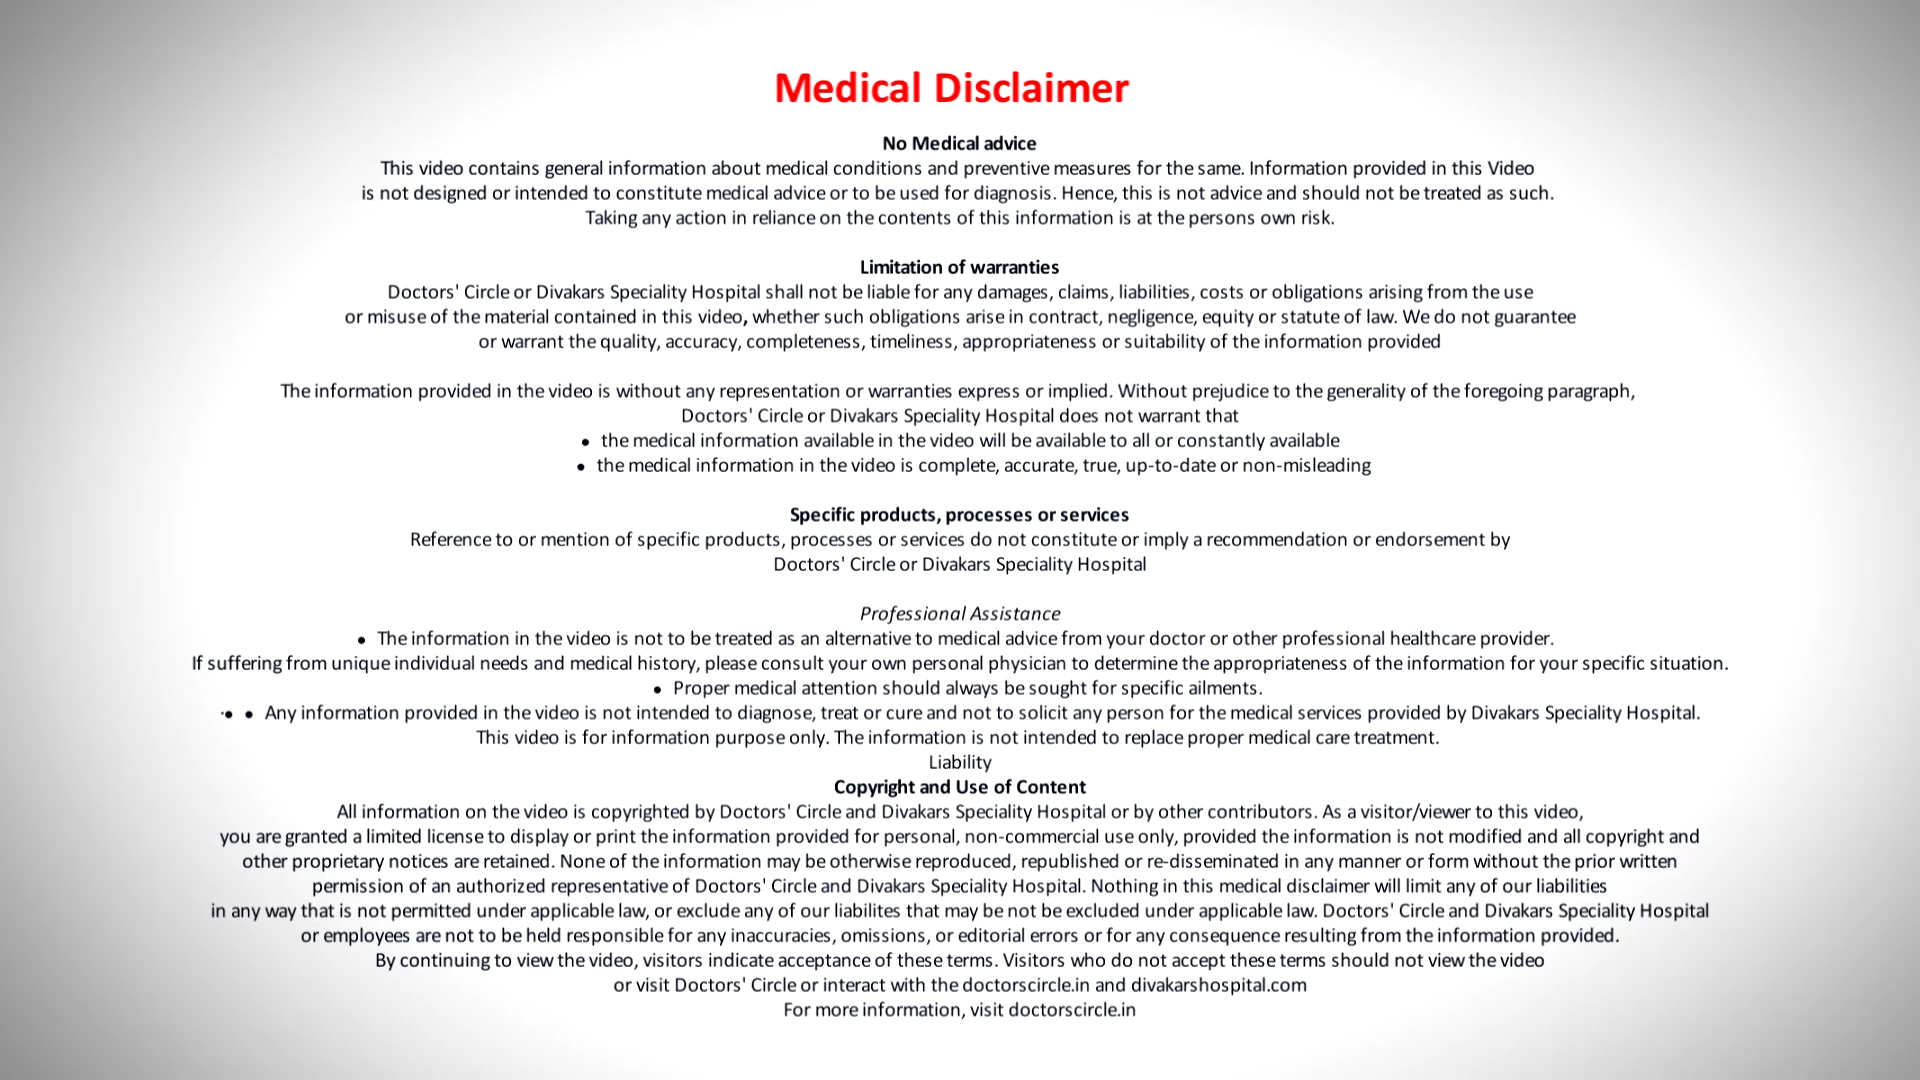 Medical Disclaimer
No Medical advice
This video contains general information about medical conditions and preventive measures for the same. Information provided in this Video
is not designed or intended to constitute medical advice or to be used for diagnosis. Hence, this is not advice and should not be treated as such.
Taking any action in reliance on the contents of this information is at the persons own risk.
Limitation of warranties
Doctors' Circle or Divakars Speciality Hospital shall not be liable for any damages, claims, liabilities, costs or obligations arising from the use
or misuse of the material contained in this video, whether such obligations arise in contract, negligence, equity or statute of law. We do not guarantee
or warrant the quality, accuracy, completeness, timeliness, appropriateness or suitability of the information provided
The information provided in the video is without any representation or warranties express or implied. Without prejudice to the generality of the foregoing paragraph,
Doctors' Circle or Divakars Speciality Hospital does not warrant that
• the medical information available in the video will be available to all or constantly available
• the medical information in the video is complete, accurate, true, up-to-date or non-misleading
Specific products, processes or services
Reference to or mention of specific products, processes or services do not constitute or imply a recommendation or endorsement by
Doctors' Circle or Divakars Speciality Hospital
Professional Assistance
• The information in the video is not to be treated as an alternative to medical advice from your doctor or other professional healthcare provider.
If suffering from unique individual needs and medical history, please consult your own personal physician to determine the appropriateness of the information for your specific situation.
• Proper medical attention should always be sought for specific ailments.
·• • Any information provided in the video is not intended to diagnose, treat or cure and not to solicit any person for the medical services provided by Divakars Speciality Hospital.
This video is for information purpose only. The information is not intended to replace proper medical care treatment.
Liability
Copyright and Use of Content
All information on the video is copyrighted by Doctors' Circle and Divakars Speciality Hospital or by other contributors. As a visitor/viewer to this video,
you are granted a limited license to display or print the information provided for personal, non-commercial use only, provided the information is not modified and all copyright and
other proprietary notices are retained. None of the information may be otherwise reproduced, republished or re-disseminated in any manner or form without the prior written
permission of an authorized representative of Doctors' Circle and Divakars Speciality Hospital. Nothing in this medical disclaimer will limit any of our liabilities
in any way that is not permitted under applicable law, or exclude any of our liabilites that may be not be excluded under applicable law. Doctors' Circle and Divakars Speciality Hospital
or employees are not to be held responsible for any inaccuracies, omissions, or editorial errors or for any consequence resulting from the information provided.
By continuing to view the video, visitors indicate acceptance of these terms. Visitors who do not accept these terms should not view the video
or visit Doctors' Circle or interact with the doctorscircle.in and divakarshospital.com
For more information, visit doctorscircle.in